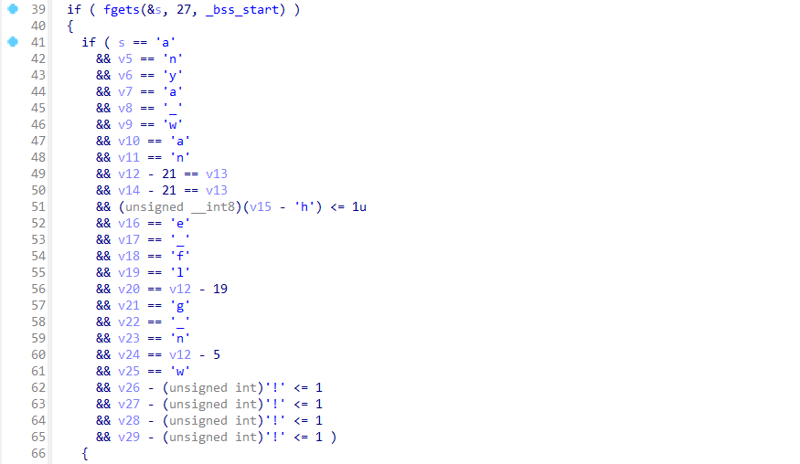 39 if ( fgets(&s, 27, _bss_start) )
40 {
41 if ( s == 'a'
42 && v5 == 'n'
43 && v6 == 'y'
44 && v7 == 'a'
45 && v8 == '_'
46 && v9 == 'w'
47 && v10 == 'a'
48 && v11 == 'n'
49 && v12 - 21 == v13
50 && v14 - 21 == v13
51 && (unsigned __int8)(v15 - 'h') <= 1u
52 && v16 == 'e'
53 && v17 == '_'
54 && v18 == 'f'
55 && v19 == 'l'
56 && v20 == v12 - 19
57 && v21 == 'g'
58 && v22 == '_'
59 && v23 == 'n'
60 && v24 == v12 - 5
61 && v25 == 'w'
62 && v26 - (unsigned int)'!' <= 1
63 && v27 - (unsigned int)'!' <= 1
64 && v28 - (unsigned int)'!' <= 1
65 && v29 - (unsigned int)'!' <= 1 )
66 {